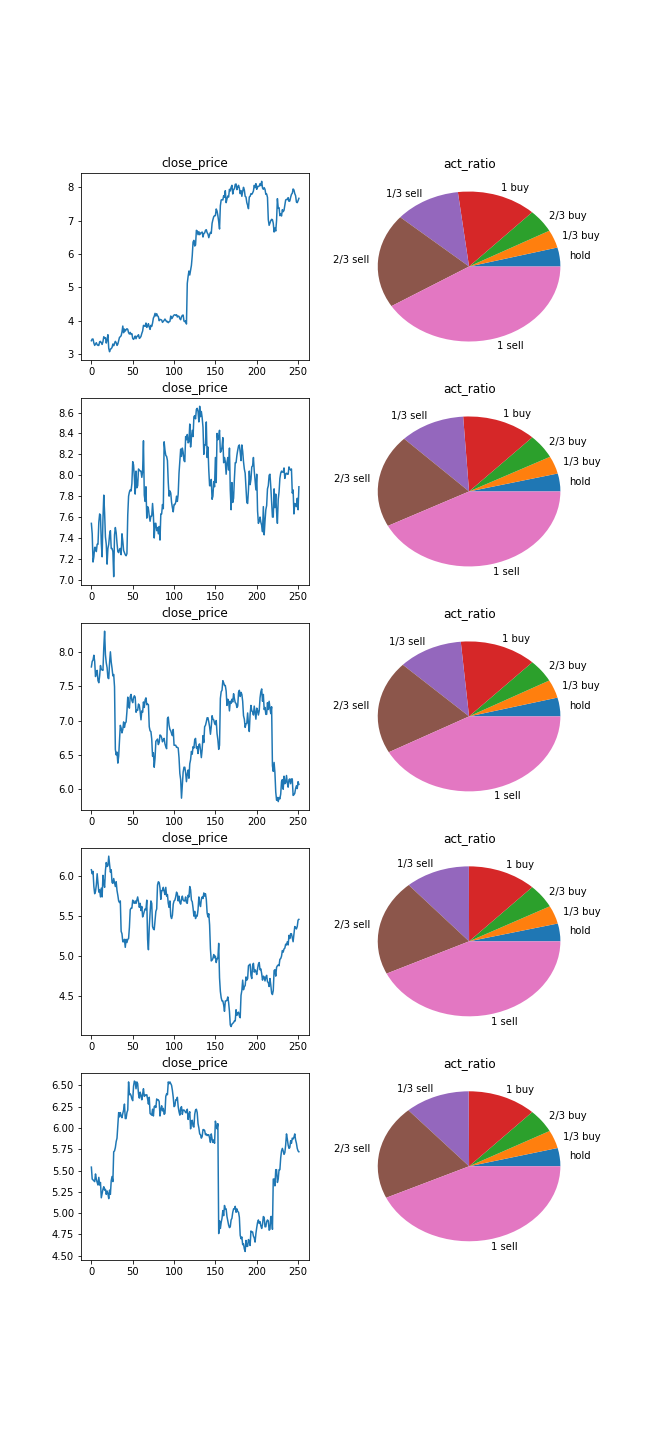 close_price
act_ratio
8
7
6
5
4
3
0 50 100 150 200 250
1/3 sell
1 buy
2/3 buy
1/3 buy
hold
2/3 sell
1 sell
close_price
act_ratio
8.6
8.4
8.2
8.0
7.8
7.6
7.4
7.2
7.0
0 50 100 150 200 250
1/3 sell
1 buy
2/3 buy
1/3 buy
hold
2/3 sell
1 sell
close_price
act_ratio
8.0
7.5
7.0
6.5
6.0
0 50 100 150 200 250
1/3 sell
1 buy
2/3 buy
1/3 buy
hold
2/3 sell
1 sell
close_price
act_ratio
6.0
5.5
5.0
4.5
0 50 100 150 200 250
1/3 sell
1 buy
2/3 buy
1/3 buy
hold
2/3 sell
1 sell
close_price
act_ratio
6.50
6.25
6.00
5.75
5.50
5.25
5.00
4.75
4.50
0 50 100 150 200 250
1/3 sell
1 buy
2/3 buy
1/3 buy
hold
2/3 sell
1 sell